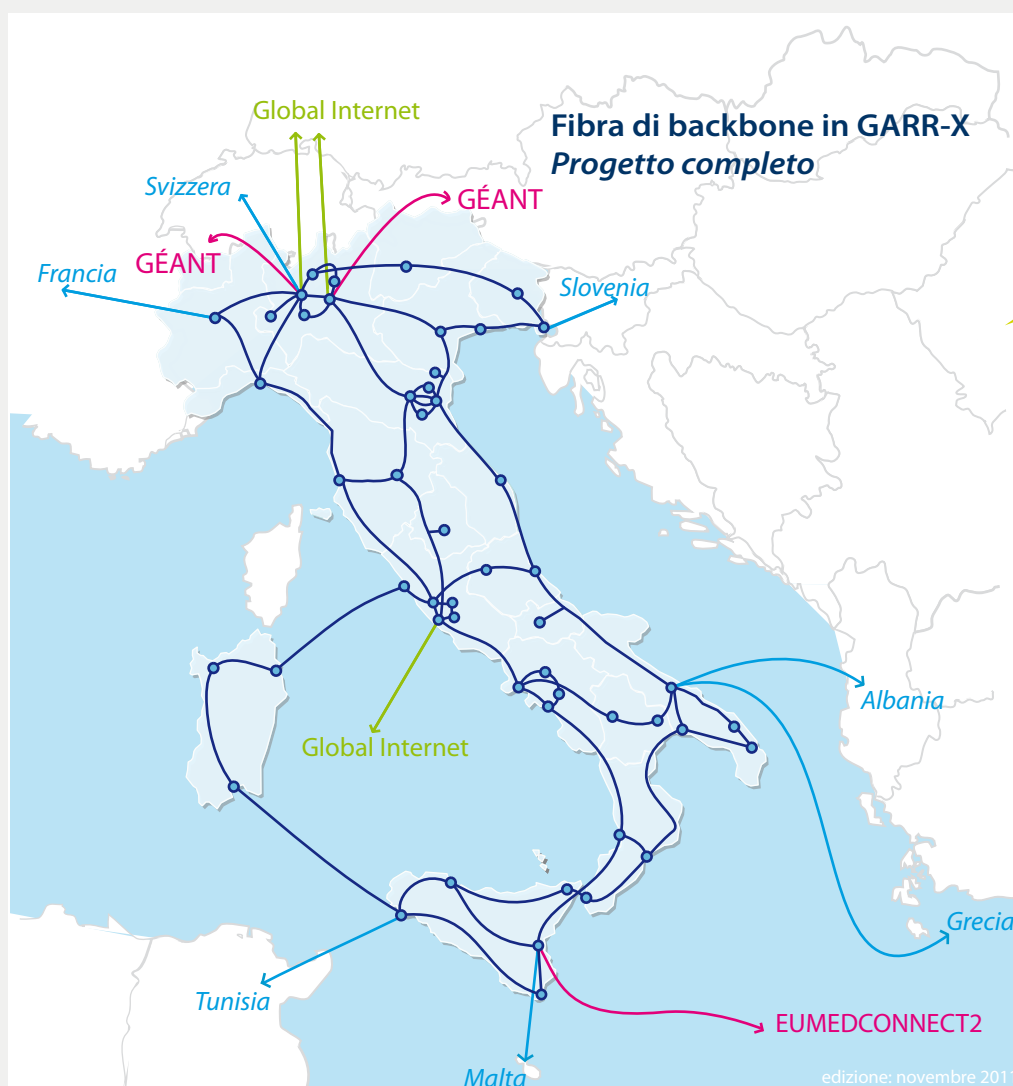 Global Internet
Fibra di backbone in GARR-X
Progetto completo
Svizzera
GÉANT
GÉANT
Francia
Slovenia
Albania
Global Internet
Grecia
Tunisia
EUMEDCONNECT2
Malta
edizione: novembre 2011